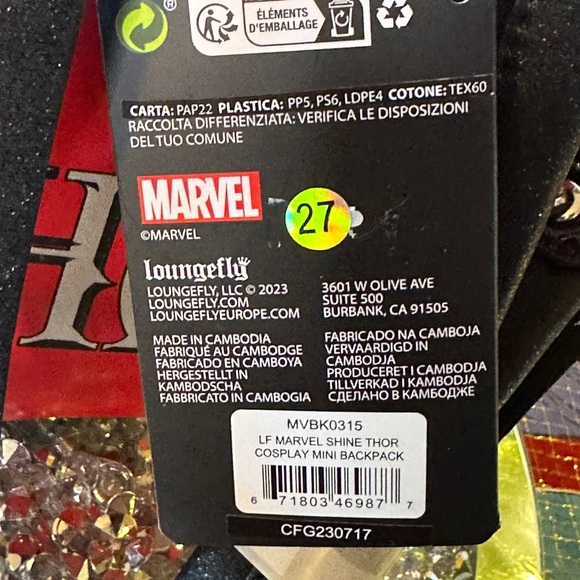 ®
ÉLÉMENTS
D'EMBALLAGE
CARTA: PAP22 PLASTICA: PP5, PS6, LDPE4 COTONE: TEX60
RACCOLTA DIFFERENZIATA: VERIFICA LE DISPOSIZIONI
DEL TUO COMUNE
MARVEL
27
©MARVEL
loungefly
LOUNGEFLY, LLC © 2023
LOUNGEFLY.COM
LOUNGEFLYEUROPE.COM
3601 W OLIVE AVE
SUITE 500
BURBANK, CA 91505
MADE IN CAMBODIA
FABRIQUÉ AU CAMBODGE
FABRICADO EN CAMBOYA
HERGESTELLT IN
KAMBODSCHA
FABBRICATO IN CAMBOGIA
FABRICADO NA CAMBOJA
VERVAARDIGD IN
CAMBODJA
PRODUCERET I CAMBODJA
TILLVERKAD I KAMBODJA
СДЕЛАНО В КАМБОДЖЕ
MVBK0315
LF MARVEL SHINE THOR
COSPLAY MINI BACKPACK
6 71803 46987 7
CFG230717